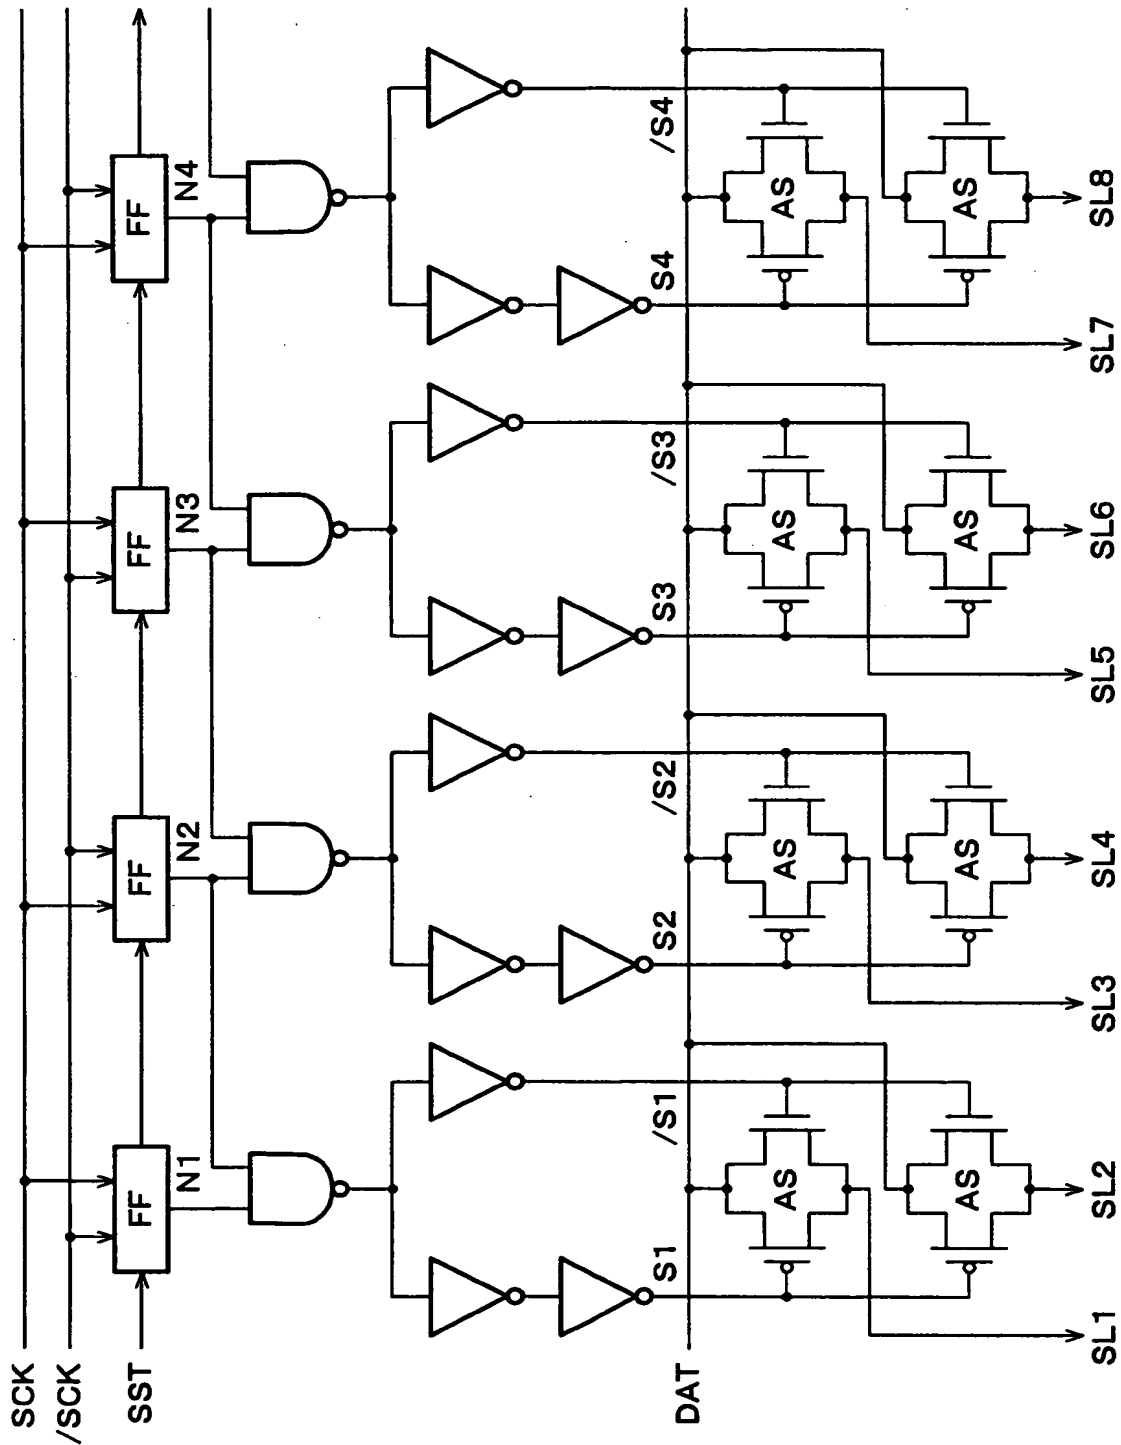 SCK
/SCK
SST
FF
FF
FF
FF
N1
N2
N3
N4
S1
/S1
S2
/S2
S3
/S3
S4
/S4
DAT
AS
AS
AS
AS
AS
AS
AS
AS
SL1
SL2
SL3
SL4
SL5
SL6
SL7
SL8